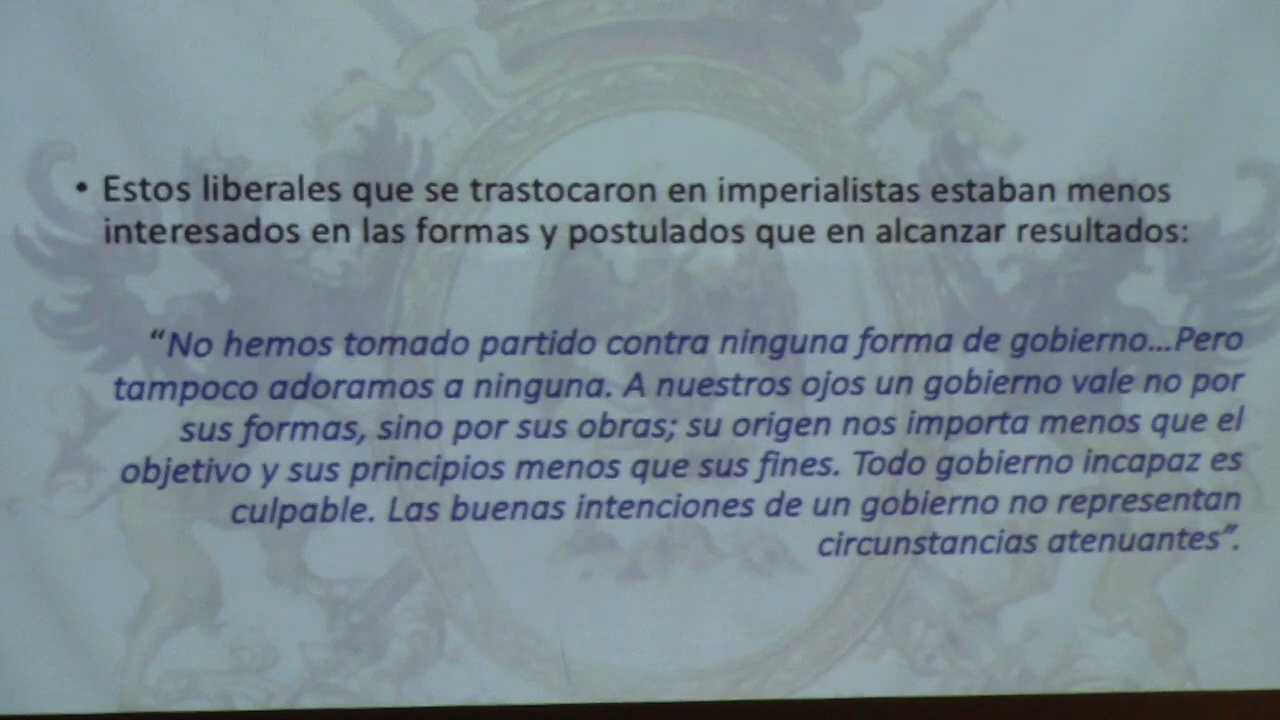 • Estos liberales que se trastocaron en imperialistas estaban menos
interesados en las formas y postulados que en alcanzar resultados:
“No hemos tomado partido contra ninguna forma de gobierno...Pero
tampoco adoramos a ninguna. A nuestros ojos un gobierno vale no por
sus formas, sino por sus obras; su origen nos importa menos que el
objetivo y sus principios menos que sus fines. Todo gobierno incapaz es
culpable. Las buenas intenciones de un gobierno no representan
circunstancias atenuantes”.